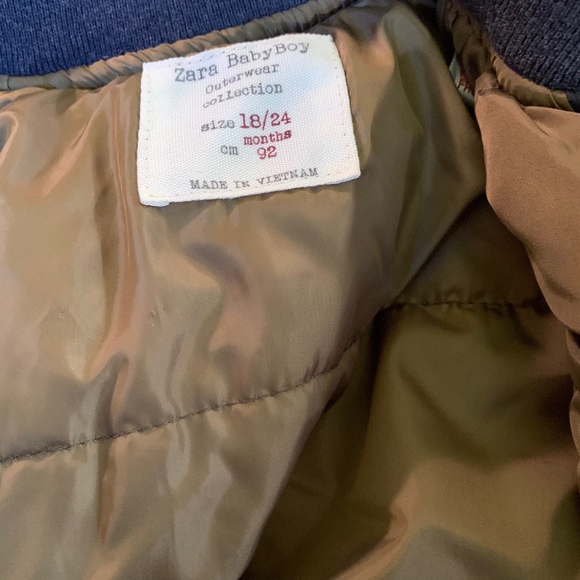 Zara BabyBoy
Outerwear
collection
size 18/24
months
cm 92
MADE IN VIETNAM